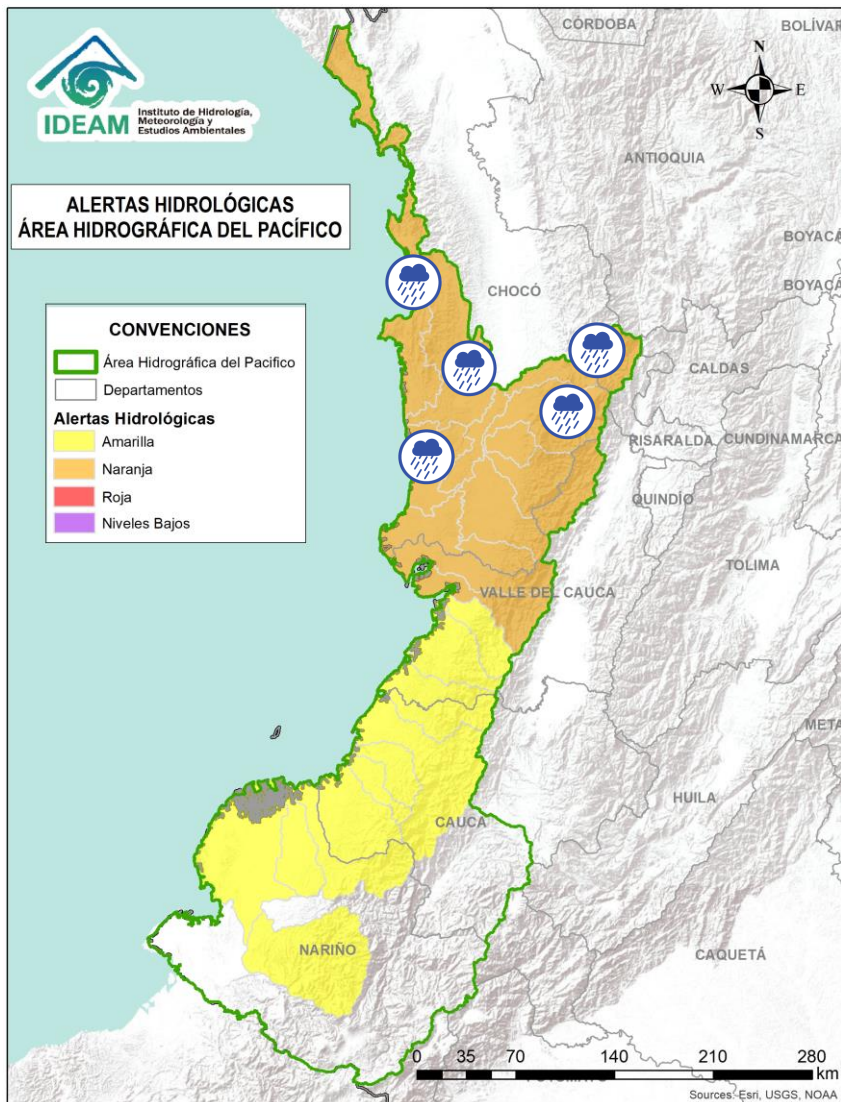 CÓRDOBA
BOLÍVAR
IDEAM
Instituto de Hidrología,
Meteorología y
Estudios Ambientales
N
W
E
S
ANTIOQUIA
ALERTAS HIDROLÓGICAS
ÁREA HIDROGRÁFICA DEL PACÍFICO
BOYACÁ
BOYACÁ
CHOCÓ
CONVENCIONES
Área Hidrográfica del Pacifico
Departamentos
Alertas Hidrológicas
Amarilla
Naranja
Roja
Niveles Bajos
CALDAS
RISARALDA
CUNDINAMARCA
QUINDÍO
TOLIMA
VALLE DEL CAUCA
META
HUILA
CAUCA
NARIÑO
CAQUETÁ
0 35 70 140 210 280
km
Sources: Esri, USGS, NOAA